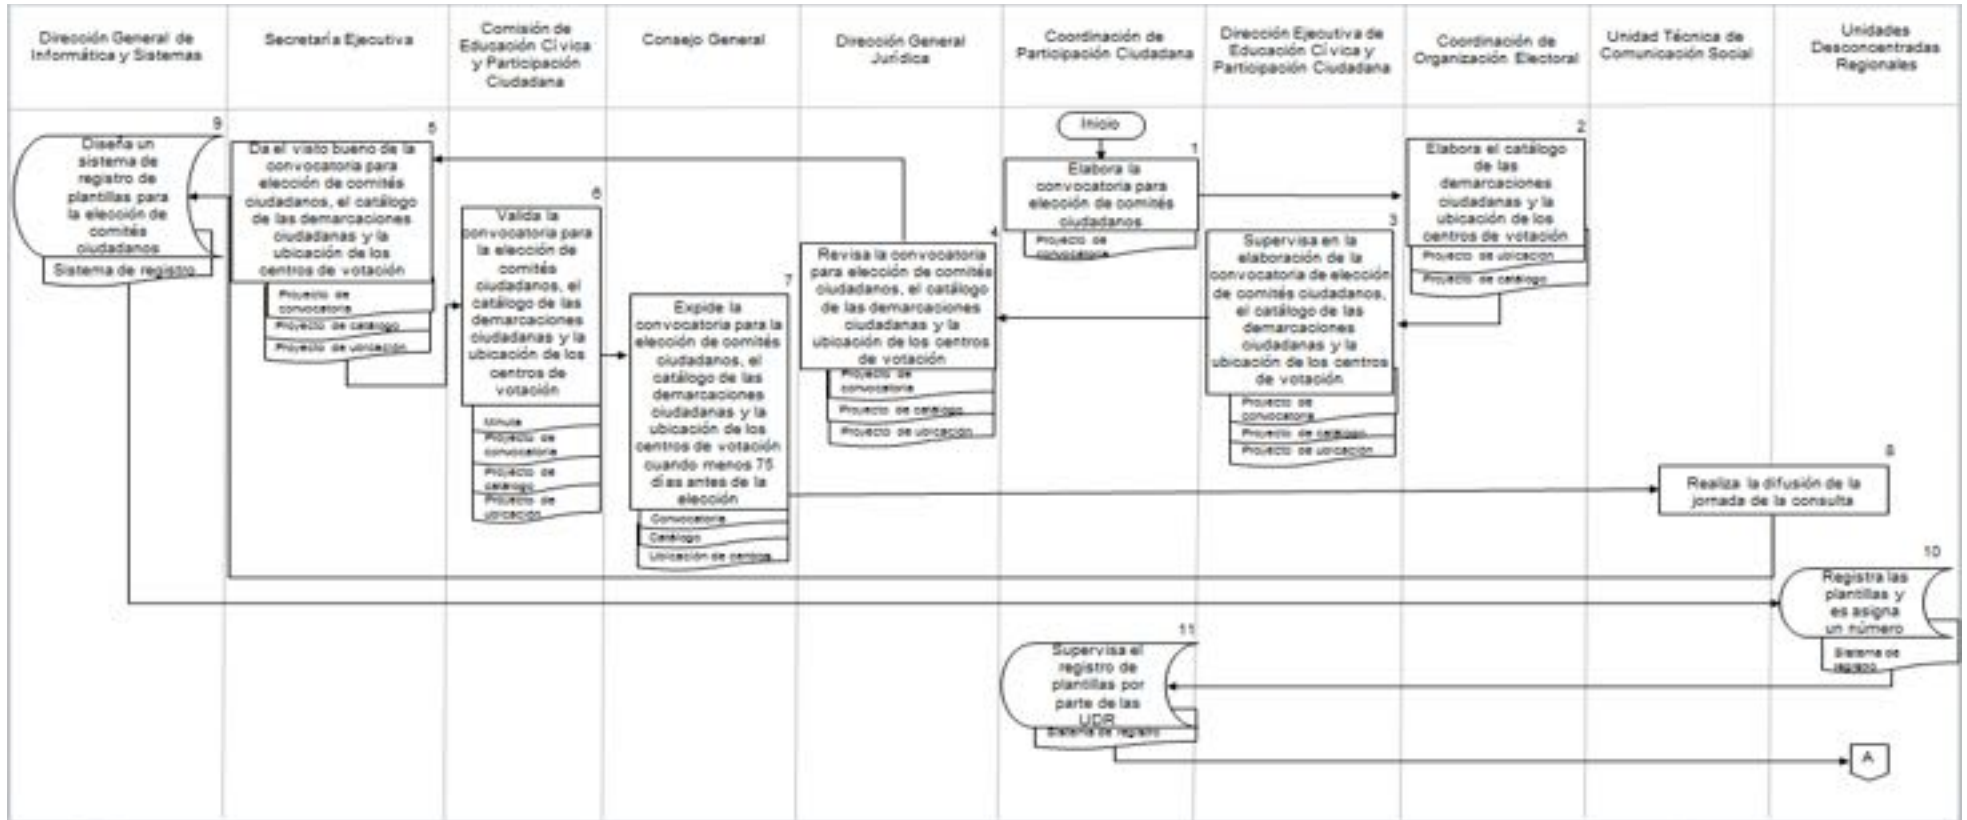 Dirección General de
Informática y Sistemas
Secretaría Ejecutiva
Comisión de
Educación Cívica
y Participación
Ciudadana
Consejo General
Dirección General
Jurídica
Coordinación de
Participación Ciudadana
Dirección Ejecutiva de
Educación Cívica y
Participación Ciudadana
Coordinación de
Organización Electoral
Unidad Técnica de
Comunicación Social
Unidades
Desconcentradas
Regionales
Inicio
1
Elabora la
convocatoria para
elección de comités
ciudadanos
Proyecto de
convocatoria
2
Elabora el catálogo
de las
demarcaciones
ciudadanas y la
ubicación de los
centros de votación
Proyecto de ubicación
Proyecto de catálogo
3
Supervisa en la
elaboración de la
convocatoria de elección
de comités ciudadanos,
el catálogo de las
demarcaciones
ciudadanas y la
ubicación de los centros
de votación
Proyecto de
convocatoria
Proyecto de catálogo
Proyecto de ubicación
4
Revisa la convocatoria
para elección de comités
ciudadanos, el catálogo
de las demarcaciones
ciudadanas y la
ubicación de los centros
de votación
Proyecto de
convocatoria
Proyecto de catálogo
Proyecto de ubicación
5
Da el visto bueno de la
convocatoria para
elección de comités
ciudadanos, el catálogo
de las demarcaciones
ciudadanas y la
ubicación de los
centros de votación
Proyecto de
convocatoria
Proyecto de catálogo
Proyecto de ubicación
6
Valida la
convocatoria para
la elección de
comités
ciudadanos, el
catálogo de las
demarcaciones
ciudadanas y la
ubicación de los
centros de
votación
Minuta
Proyecto de
convocatoria
Proyecto de
catálogo
Proyecto de
ubicación
7
Expide la
convocatoria para la
elección de comités
ciudadanos, el
catálogo de las
demarcaciones
ciudadanas y la
ubicación de los
centros de votación
cuando menos 75
días antes de la
elección
Convocatoria
Catálogo
Ubicación de centros
8
Realiza la difusión de la
jornada de la consulta
9
Diseña un
sistema de
registro de
plantillas para
la elección de
comités
ciudadanos
Sistema de registro
10
Registra las
plantillas y
es asigna
un número
Sistema de
registro
11
Supervisa el
registro de
plantillas por
parte de las
UDR
Sistema de registro
A